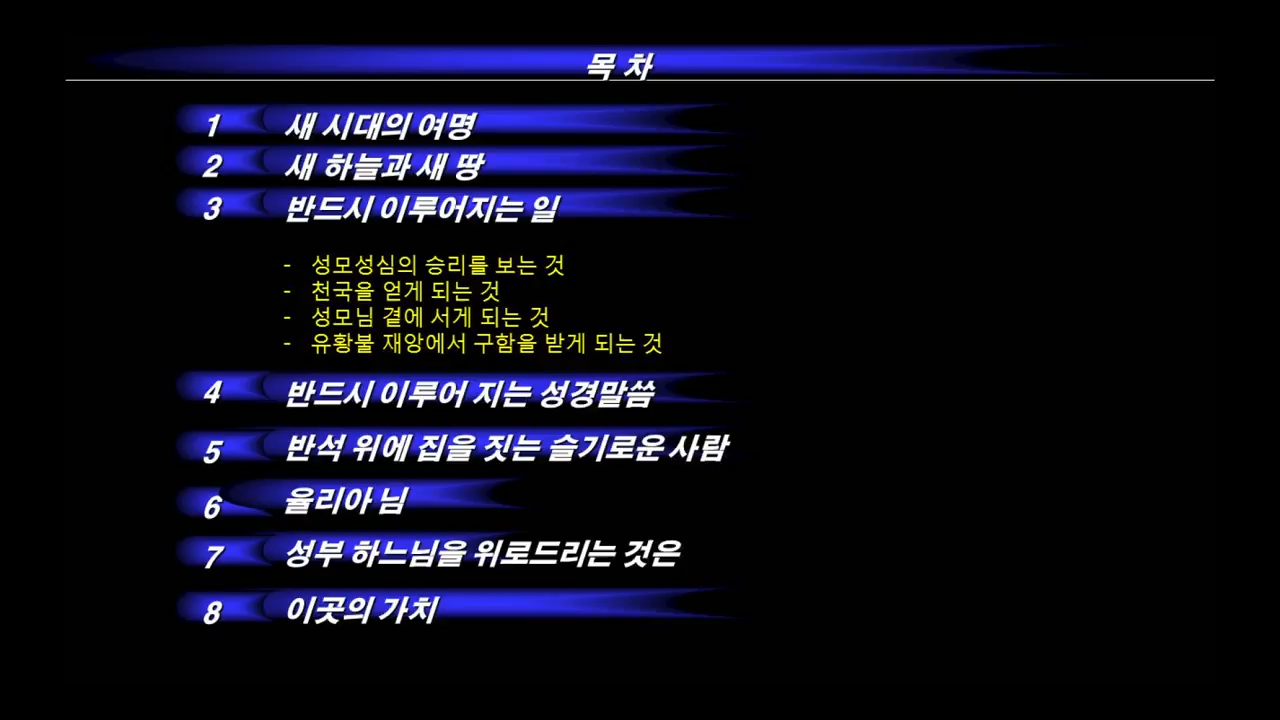 목 차
1 새 시대의 여명
2 새 하늘과 새 땅
3 반드시 이루어지는 일
- 성모성심의 승리를 보는 것
- 천국을 얻게 되는 것
- 성모님 곁에 서게 되는 것
- 유황불 재앙에서 구함을 받게 되는 것
4 반드시 이루어 지는 성경말씀
5 반석 위에 집을 짓는 슬기로운 사람
6 율리아 님
7 성부 하느님을 위로드리는 것은
8 이곳의 가치